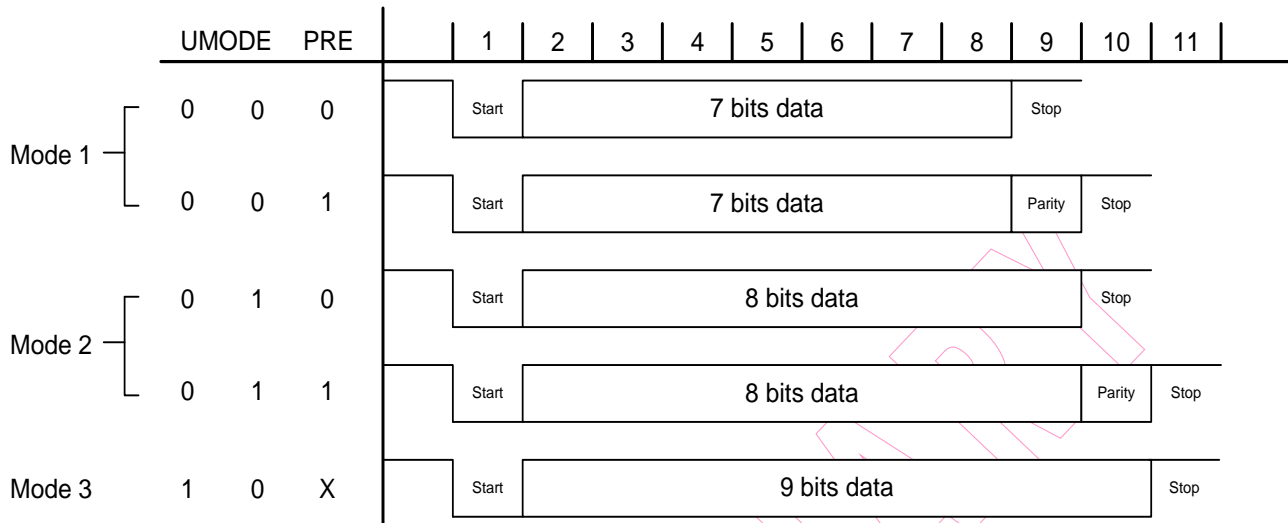 UMODE PRE 1 2 3 4 5 6 7 8 9 10 11
0 0 0 Start 7 bits data Stop
Mode 1
0 0 1 Start 7 bits data Parity Stop
0 1 0 Start 8 bits data Stop
Mode 2
0 1 1 Start 8 bits data Parity Stop
Mode 3 1 0 X Start 9 bits data Stop